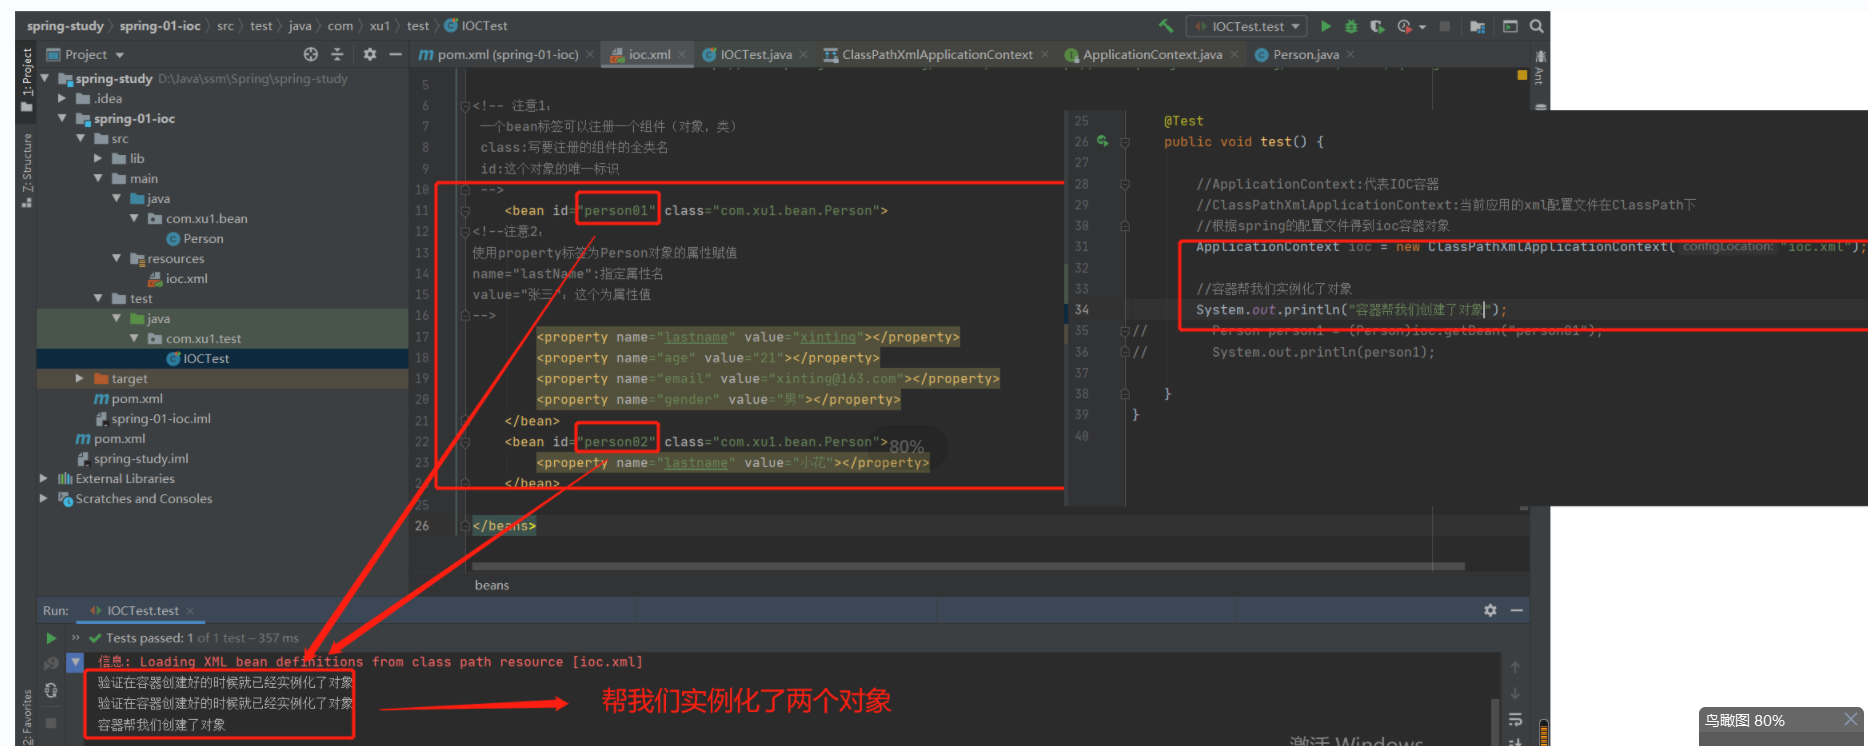 spring-study spring-01-ioc src test java com xu1 test IOCTest
IOCTest.test
Project
pom.xml (spring-01-ioc) ioc.xml IOCTest.java ClassPathXmlApplicationContext ApplicationContext.java Person.java
1: Project
Z: Structure
2: Favorites
Ant
spring-study D:\Java\ssm\Spring\spring-study
.idea
spring-01-ioc
src
lib
main
java
com.xu1.bean
Person
resources
ioc.xml
test
java
com.xu1.test
IOCTest
target
pom.xml
spring-01-ioc.iml
pom.xml
spring-study.iml
External Libraries
Scratches and Consoles
5
6 <!-- 注意1:
7 一个bean标签可以注册一个组件（对象，类）
8 class:写要注册的组件的全类名
9 id:这个对象的唯一标识
10 -->
11 <bean id="person01" class="com.xu1.bean.Person">
12 <!--注意2:
13 使用property标签为Person对象的属性赋值
14 name="lastName":指定属性名
15 value="张三": 这个为属性值
16 -->
17 <property name="lastname" value="xinting"></property>
18 <property name="age" value="21"></property>
19 <property name="email" value="xinting@163.com"></property>
20 <property name="gender" value="男"></property>
21 </bean>
22 <bean id="person02" class="com.xu1.bean.Person">
23 <property name="lastname" value="小花"></property>
</bean>
25
26 </beans>
80%
beans
25 @Test
26 public void test() {
27
28 //ApplicationContext:代表IOC容器
29 //ClassPathXmlApplicationContext:当前应用的xml配置文件在ClassPath下
30 //根据spring的配置文件得到ioc容器对象
31 ApplicationContext ioc = new ClassPathXmlApplicationContext( configLocation: "ioc.xml");
32
33 //容器帮我们实例化了对象
34 System.out.println("容器帮我们创建了对象");
35 // Person person1 = (Person)ioc.getBean("person01");
36 // System.out.println(person1);
37
38 }
39 }
40
Run: IOCTest.test
Tests passed: 1 of 1 test – 357 ms
信息: Loading XML bean definitions from class path resource [ioc.xml]
验证在容器创建好的时候就已经实例化了对象
验证在容器创建好的时候就已经实例化了对象
容器帮我们创建了对象
帮我们实例化了两个对象
激活 Windows
鸟瞰图 80%